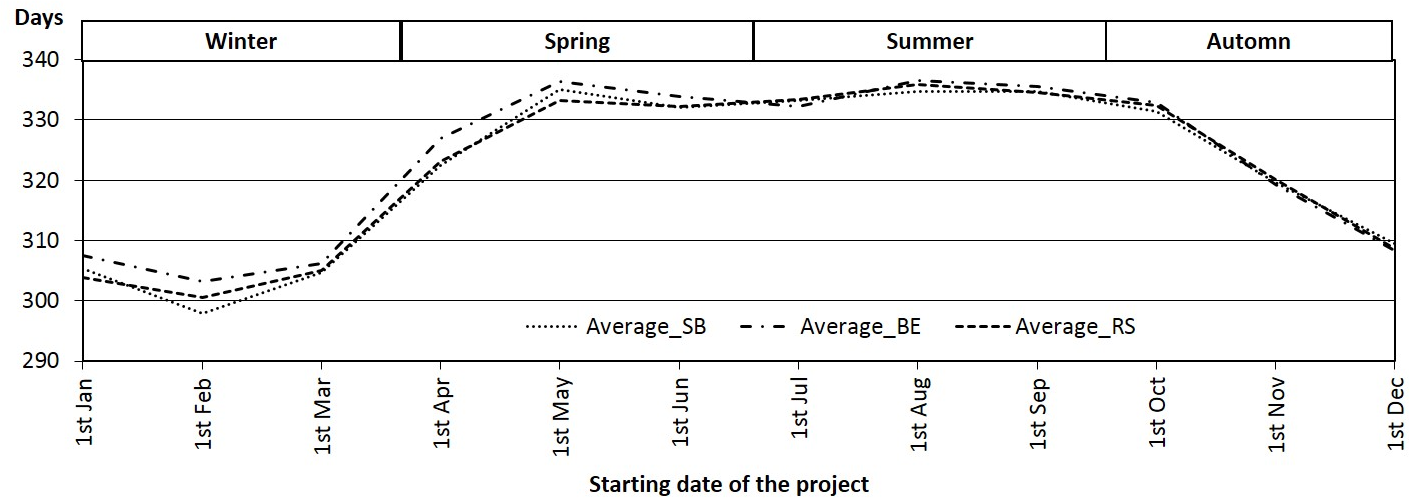 Days
Winter Spring Summer Automn
340
330
320
310
300
290
Average_SB Average_BE Average_RS
1st Jan
1st Feb
1st Mar
1st Apr
1st May
1st Jun
1st Jul
1st Aug
1st Sep
1st Oct
1st Nov
1st Dec
Starting date of the project